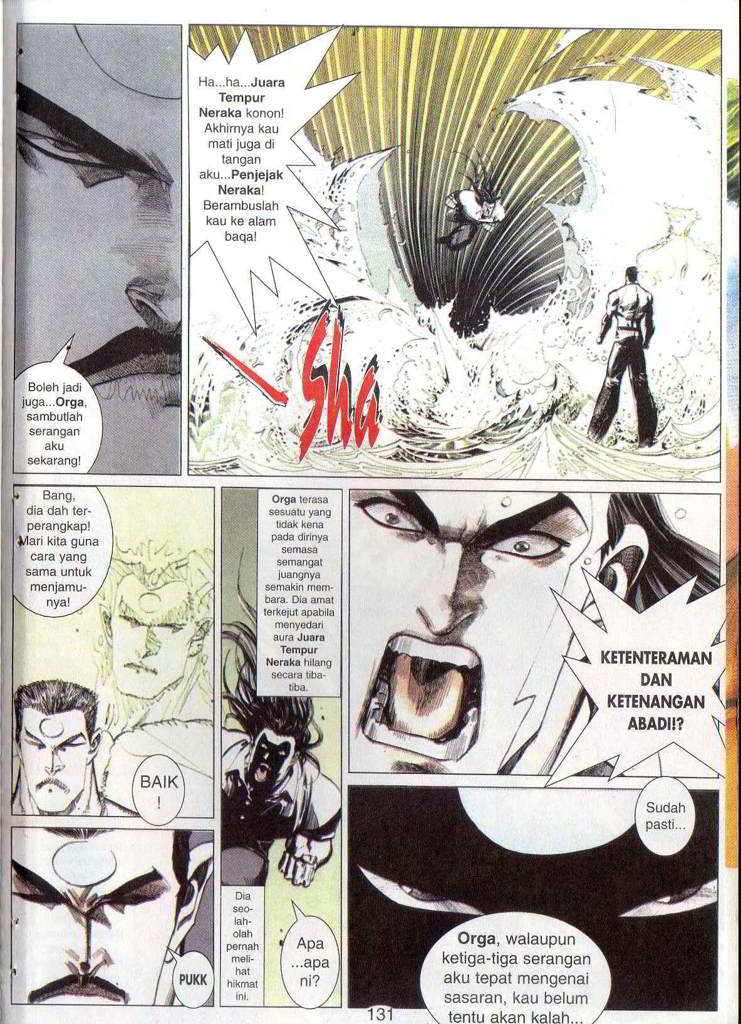 Boleh jadi
juga...Orga,
sambutlah
serangan
aku
sekarang!
Ha...ha...Juara
Tempur
Neraka konon!
Akhirnya kau
mati juga di
tangan
aku...Penjejak
Neraka!
Berambuslah
kau ke alam
baqa!
Sha
Bang,
dia dah ter-
perangkap!
Mari kita guna
cara yang
sama untuk
menjamu-
nya!
BAIK
!
PUKK
Orga terasa
sesuatu yang
tidak kena
pada dirinya
semasa
semangat
juangnya
semakin mem-
bara. Dia amat
terkejut apabila
menyedari
aura Juara
Tempur
Neraka hilang
secara tiba-
tiba.
Dia
seo-
lah-
olah
pernah
meli-
hat
hikmat
ini.
Apa
...apa
ni?
KETENTERAMAN
DAN
KETENANGAN
ABADI!?
Sudah
pasti...
Orga, walaupun
ketiga-tiga serangan
aku tepat mengenai
sasaran, kau belum
tentu akan kalah...
131